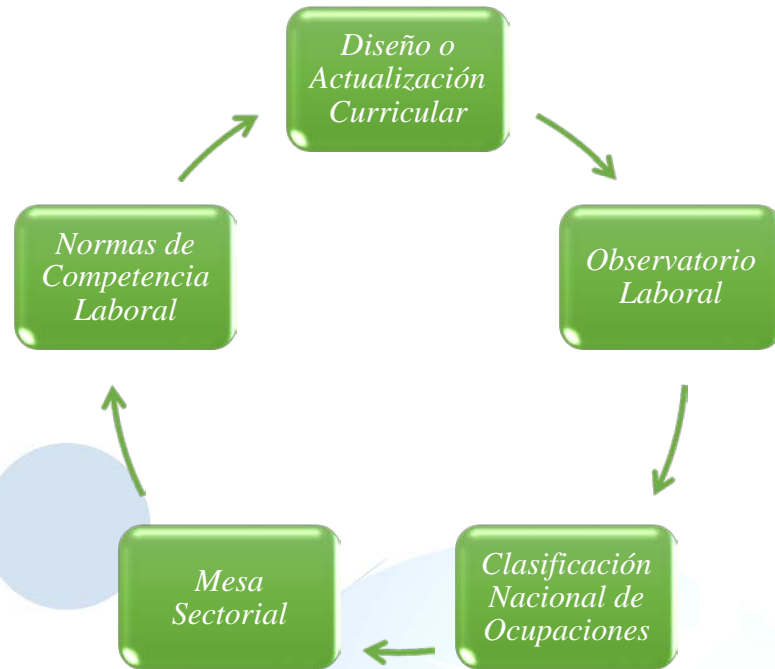 Diseño o
Actualización
Curricular
Observatorio
Laboral
Clasificación
Nacional de
Ocupaciones
Mesa
Sectorial
Normas de
Competencia
Laboral